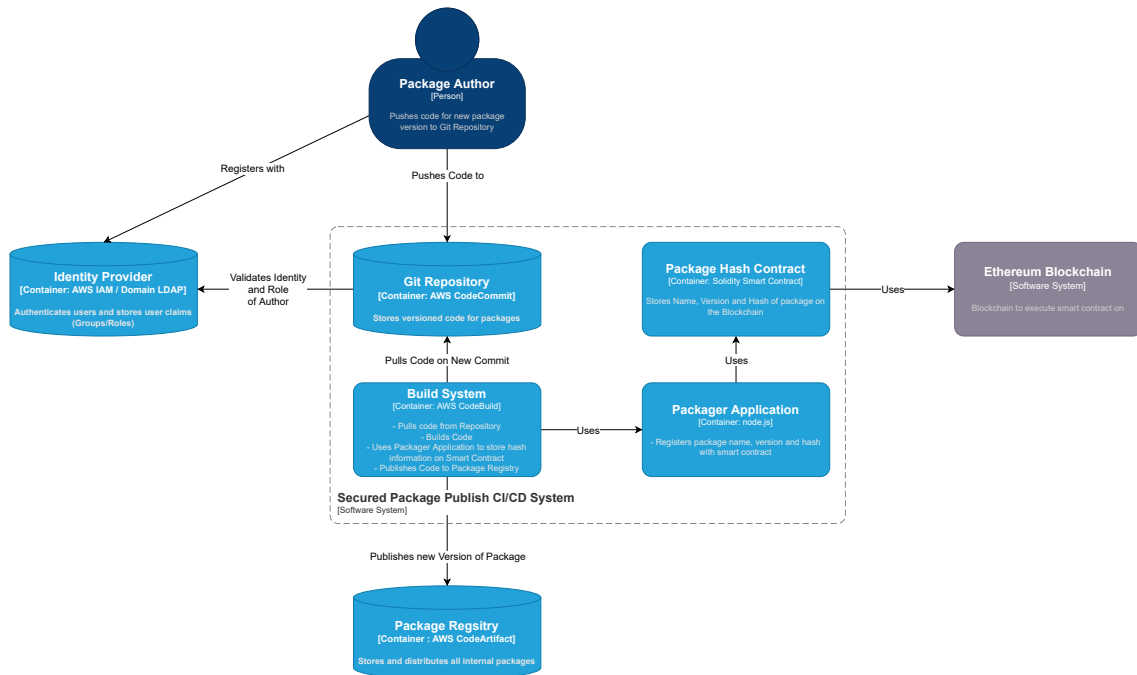 Package Author
[Person]
Pushes code for new package
version to Git Repository
Registers with
Pushes Code to
Identity Provider
[Container: AWS IAM / Domain LDAP]
Authenticates users and stores user claims
(Groups/Roles)
Validates Identity
and Role
of Author
Git Repository
[Container: AWS CodeCommit]
Stores versioned code for packages
Package Hash Contract
[Container: Solidity Smart Contract]
Stores Name, Version and Hash of package on
the Blockchain
Uses
Ethereum Blockchain
[Software System]
Blockchain to execute smart contract on
Pulls Code on New Commit
Uses
Build System
[Container: AWS CodeBuild]
- Pulls code from Repository
- Builds Code
- Uses Packager Application to store hash
information on Smart Contract
- Publishes Code to Package Registry
Uses
Packager Application
[Container: node.js]
- Registers package name, version and hash
with smart contract
Secured Package Publish CI/CD System
[Software System]
Publishes new Version of Package
Package Regsitry
[Container : AWS CodeArtifact]
Stores and distributes all internal packages